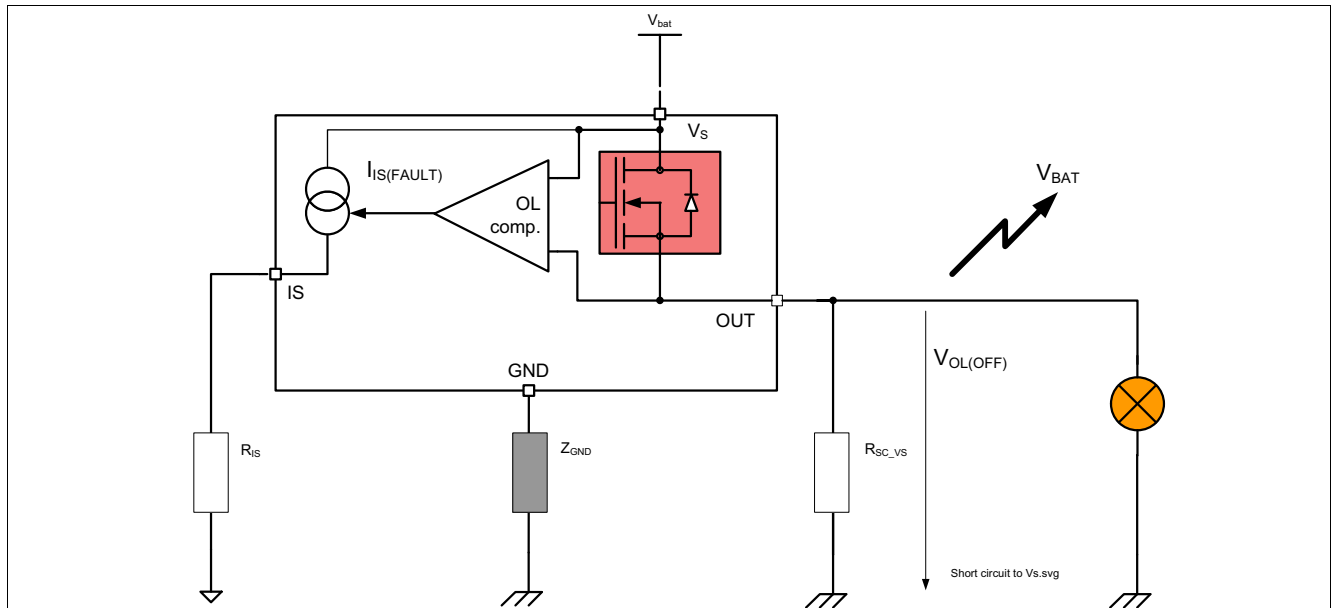 Vbat
VS
IIS(FAULT)
OL
comp.
VBAT
IS
OUT
VOL(OFF)
GND
RIS
ZGND
RSC_VS
Short circuit to Vs.svg